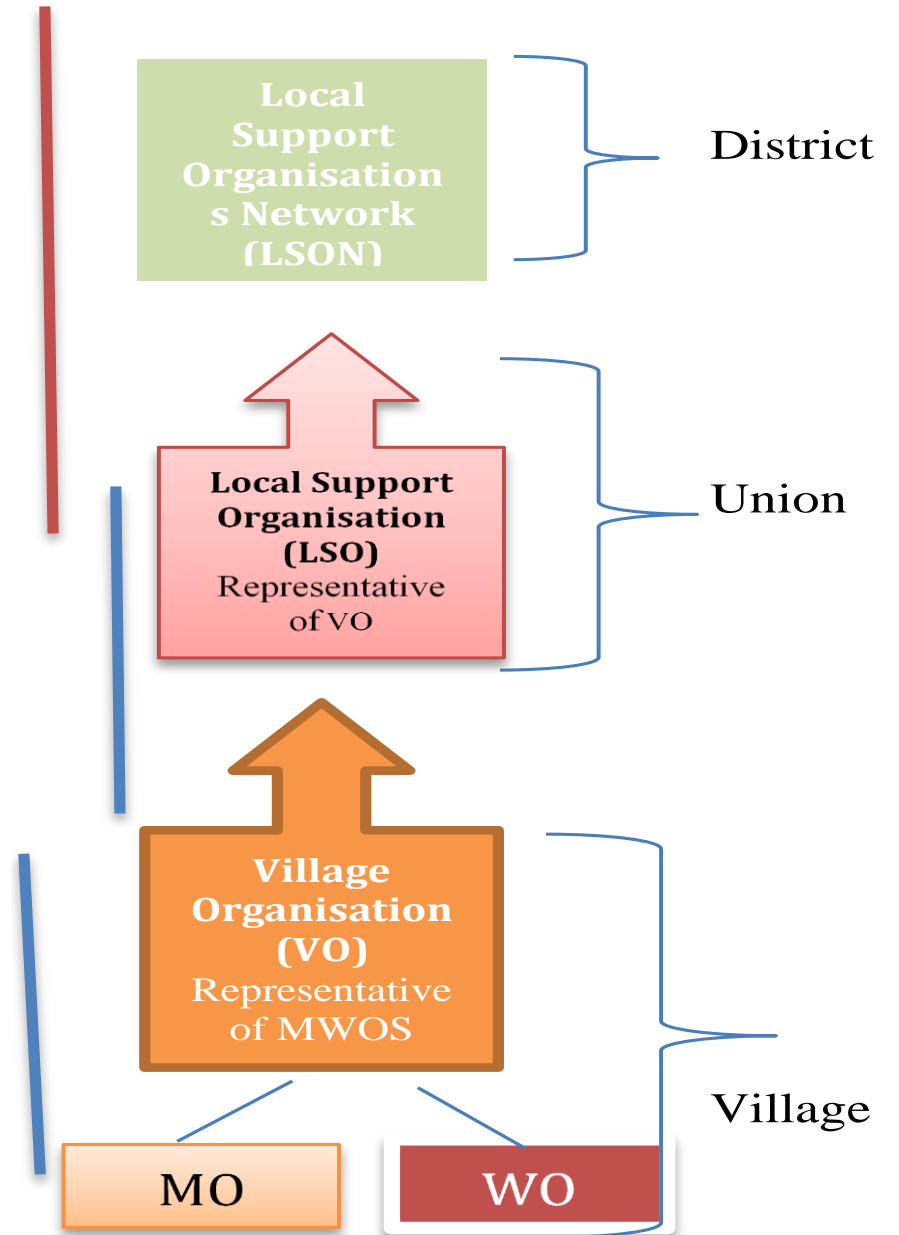 Local
Support
Organisation
s Network
(LSON)
District
Local Support
Organisation
(LSO)
Representative
of VO
Union
Village
Organisation
(VO)
Representative
of MWOS
Village
MO
WO